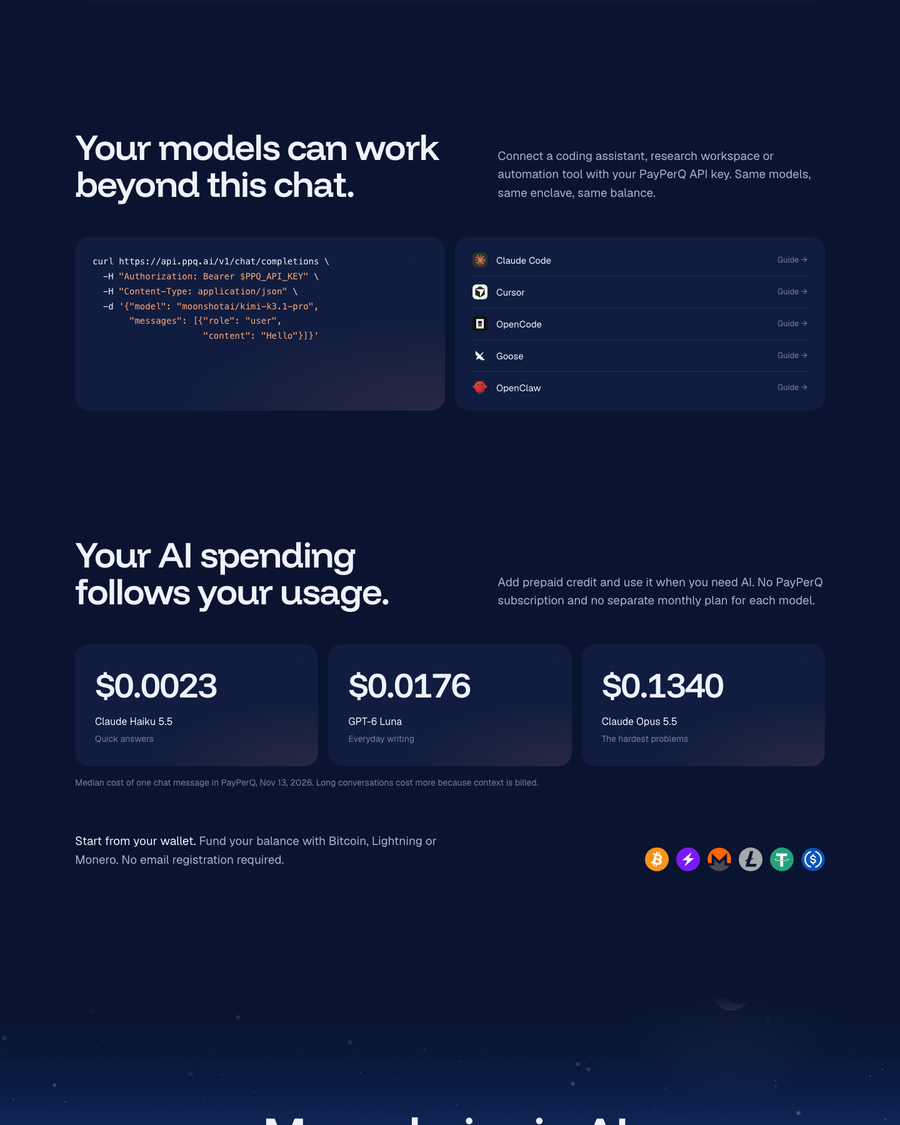 Your models can work
beyond this chat.
Connect a coding assistant, research workspace or
automation tool with your PayPerQ API key. Same models,
same enclave, same balance.
curl https://api.ppq.ai/v1/chat/completions \
-H "Authorization: Bearer $PPQ_API_KEY" \
-H "Content-Type: application/json" \
-d '{"model": "moonshotai/kimi-k3.1-pro",
"messages": [{"role": "user",
"content": "Hello"}]}'
Claude Code Guide →
Cursor Guide →
OpenCode Guide →
Goose Guide →
OpenClaw Guide →
Your AI spending
follows your usage.
Add prepaid credit and use it when you need AI. No PayPerQ
subscription and no separate monthly plan for each model.
$0.0023
Claude Haiku 5.5
Quick answers
$0.0176
GPT-6 Luna
Everyday writing
$0.1340
Claude Opus 5.5
The hardest problems
Median cost of one chat message in PayPerQ, Nov 13, 2026. Long conversations cost more because context is billed.
Start from your wallet. Fund your balance with Bitcoin, Lightning or
Monero. No email registration required.